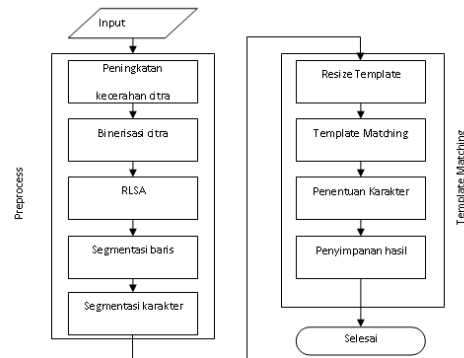 Input
Preprocess
Peningkatan
kecerahan citra
Binerisasi citra
RLSA
Segmentasi baris
Segmentasi karakter
Template Matching
Resize Template
Template Matching
Penentuan Karakter
Penyimpanan hasil
Selesai